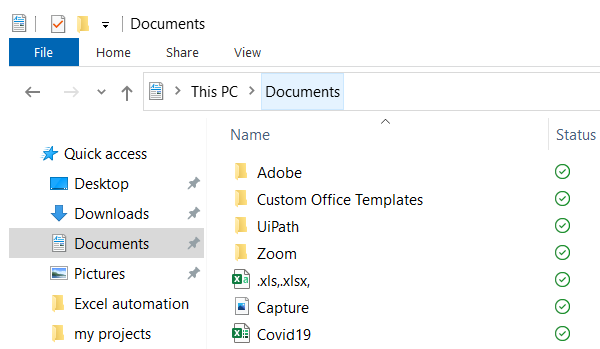 Documents
File Home Share View
This PC Documents
Name Status
Quick access
Desktop
Downloads
Documents
Pictures
Excel automation
my projects
Adobe
Custom Office Templates
UiPath
Zoom
.xls,.xlsx,
Capture
Covid19